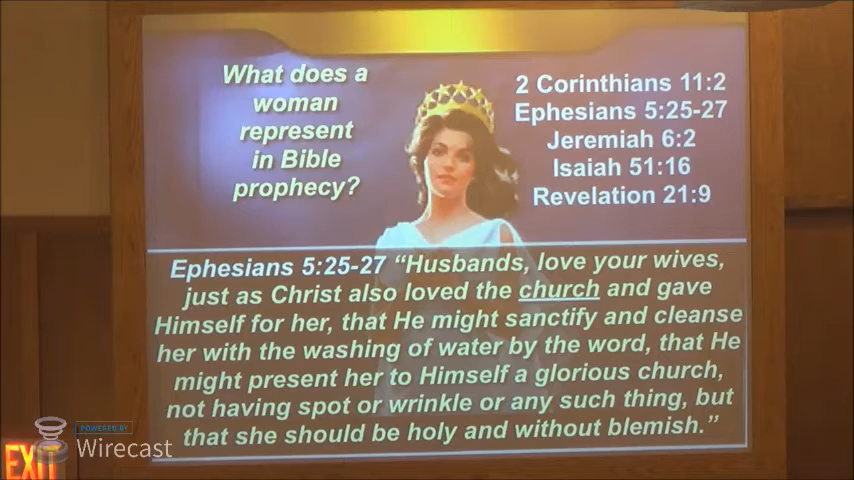 What does a
woman
represent
in Bible
prophecy?
2 Corinthians 11:2
Ephesians 5:25-27
Jeremiah 6:2
Isaiah 51:16
Revelation 21:9
Ephesians 5:25-27 “Husbands, love your wives,
just as Christ also loved the church and gave
Himself for her, that He might sanctify and cleanse
her with the washing of water by the word, that He
might present her to Himself a glorious church,
not having spot or wrinkle or any such thing, but
that she should be holy and without blemish.”
POWERED BY
Wirecast
EXIT